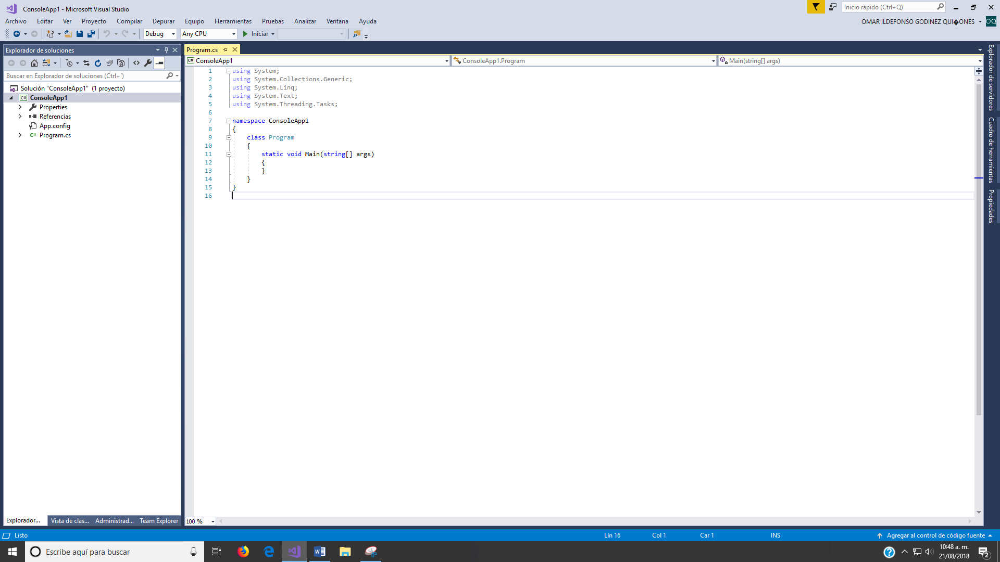 ConsoleApp1 - Microsoft Visual Studio
Inicio rápido (Ctrl+Q)
Archivo Editar Ver Proyecto Compilar Depurar Equipo Herramientas Pruebas Analizar Ventana Ayuda
OMAR ILDEFONSO GODINEZ QUI�ONES OQ
Debug Any CPU Iniciar
Explorador de soluciones
Buscar en Explorador de soluciones (Ctrl+´)
Solución "ConsoleApp1" (1 proyecto)
C# ConsoleApp1
Properties
Referencias
App.config
C# Program.cs
Explorador... Vista de clas... Administrad... Team Explorer
Program.cs
C# ConsoleApp1 ConsoleApp1.Program Main(string[] args)
1 using System;
2 using System.Collections.Generic;
3 using System.Linq;
4 using System.Text;
5 using System.Threading.Tasks;
6
7 namespace ConsoleApp1
8 {
9 class Program
10 {
11 static void Main(string[] args)
12 {
13 }
14 }
15 }
16
100 %
Explorador de servidores
Cuadro de herramientas
Propiedades
Listo Lín 16 Col 1 Car 1 INS Agregar al control de código fuente
Escribe aquí para buscar
10:48 a. m.
21/08/2018
2